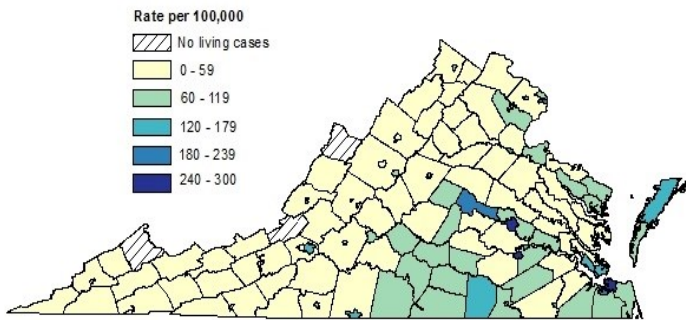 Rate per 100,000
No living cases
0 - 59
60 - 119
120 - 179
180 - 239
240 - 300